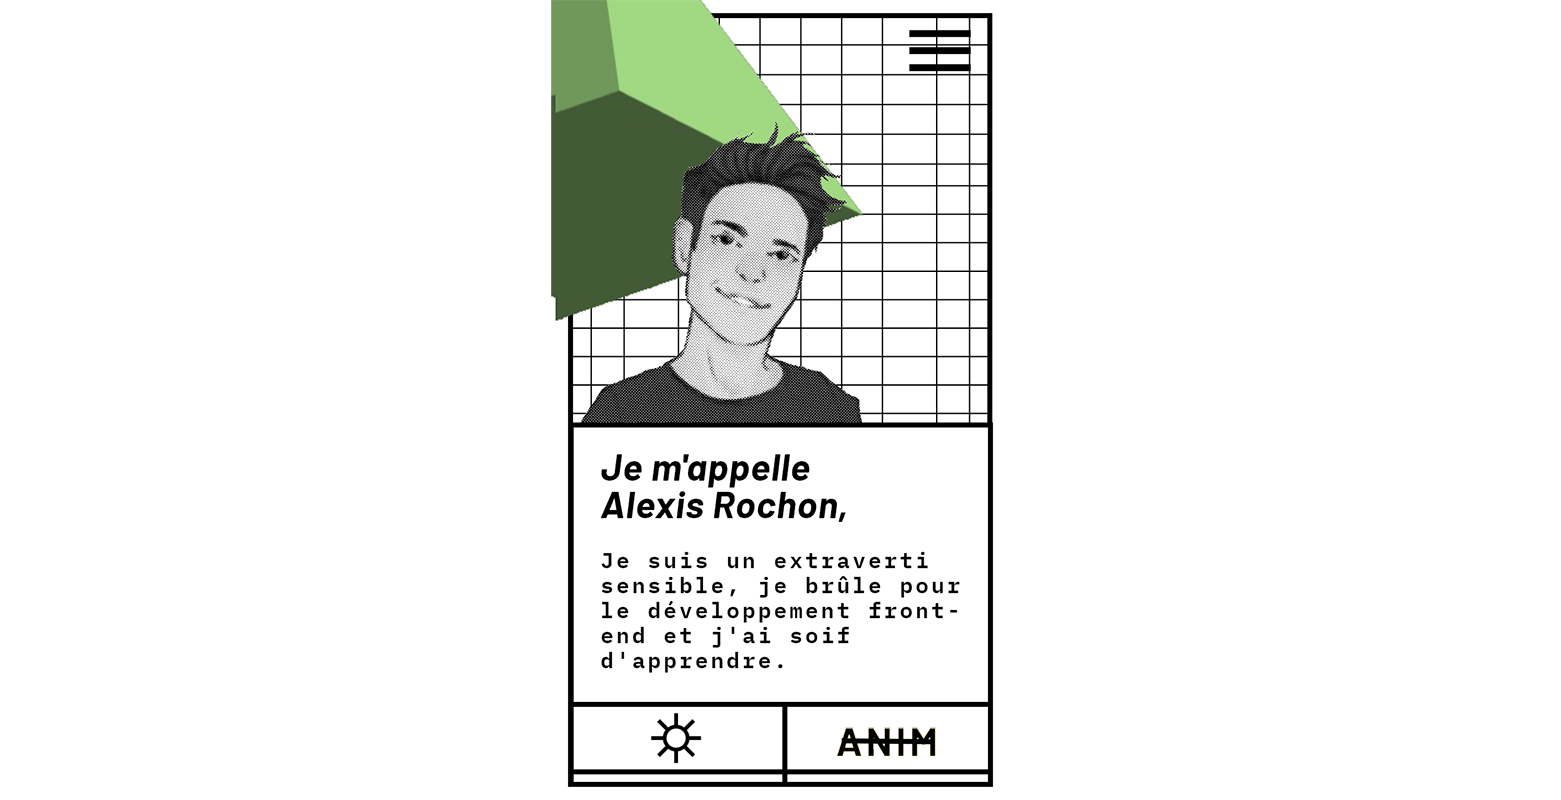 Je m'appelle
Alexis Rochon,
Je suis un extraverti
sensible, je brûle pour
le développement front-
end et j'ai soif
d'apprendre.
ANIM